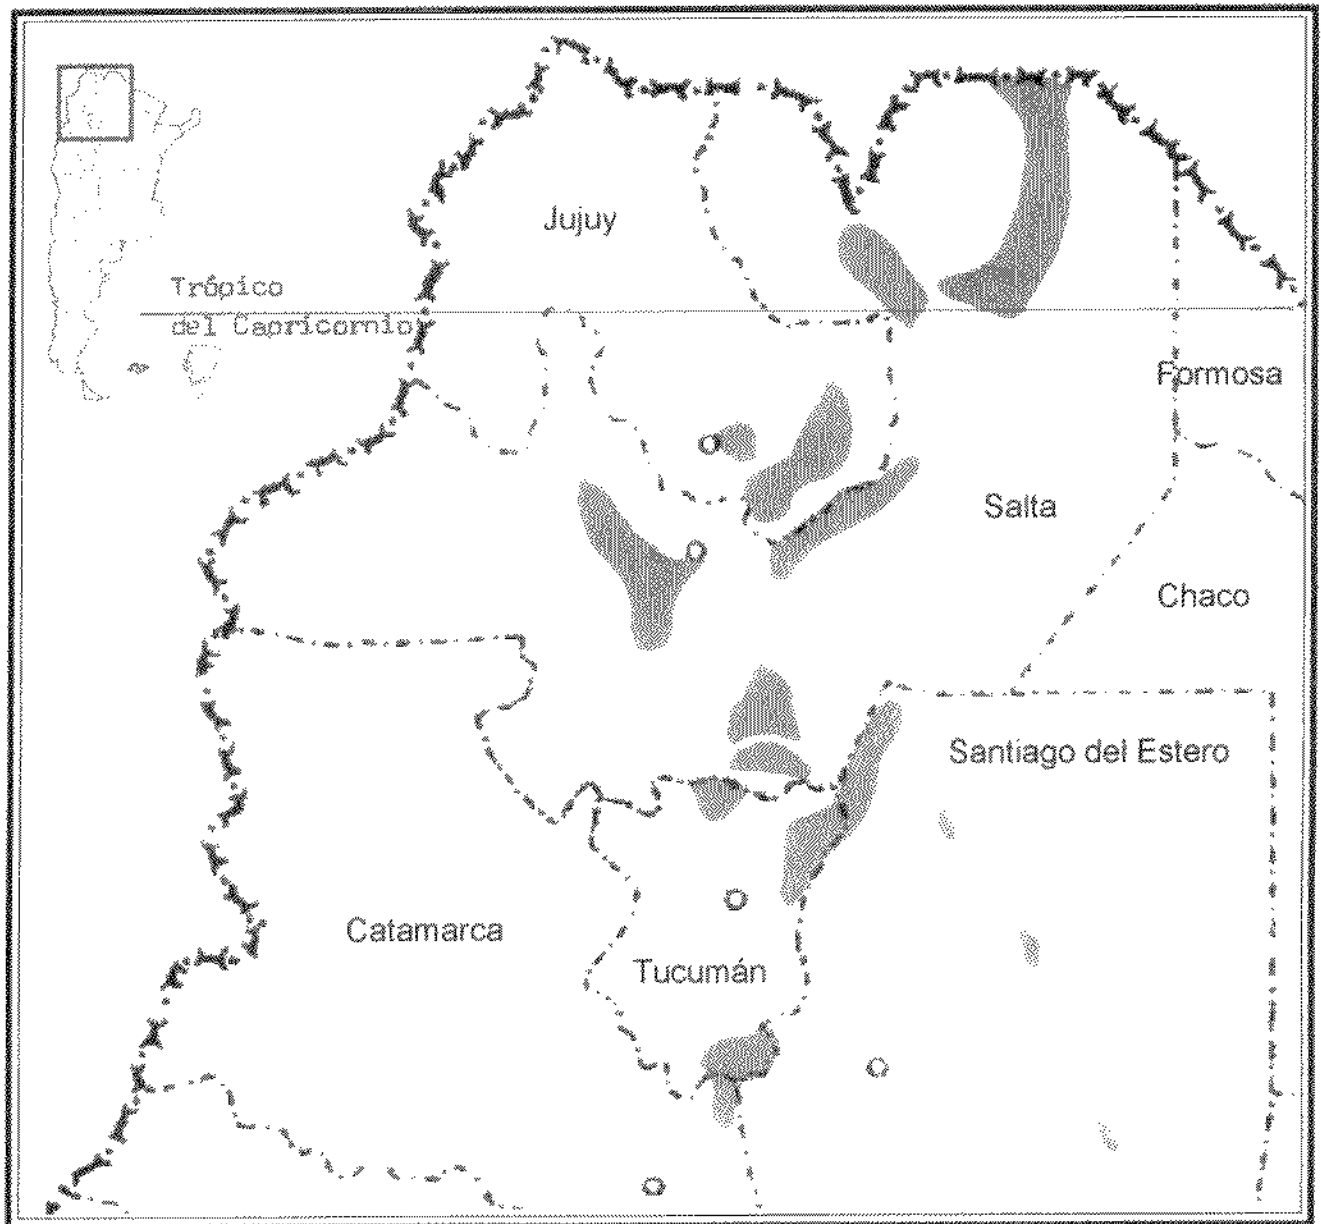 Jujuy
Trópico
del Capricornio
Formosa
Salta
Chaco
Santiago del Estero
Catamarca
Tucumán